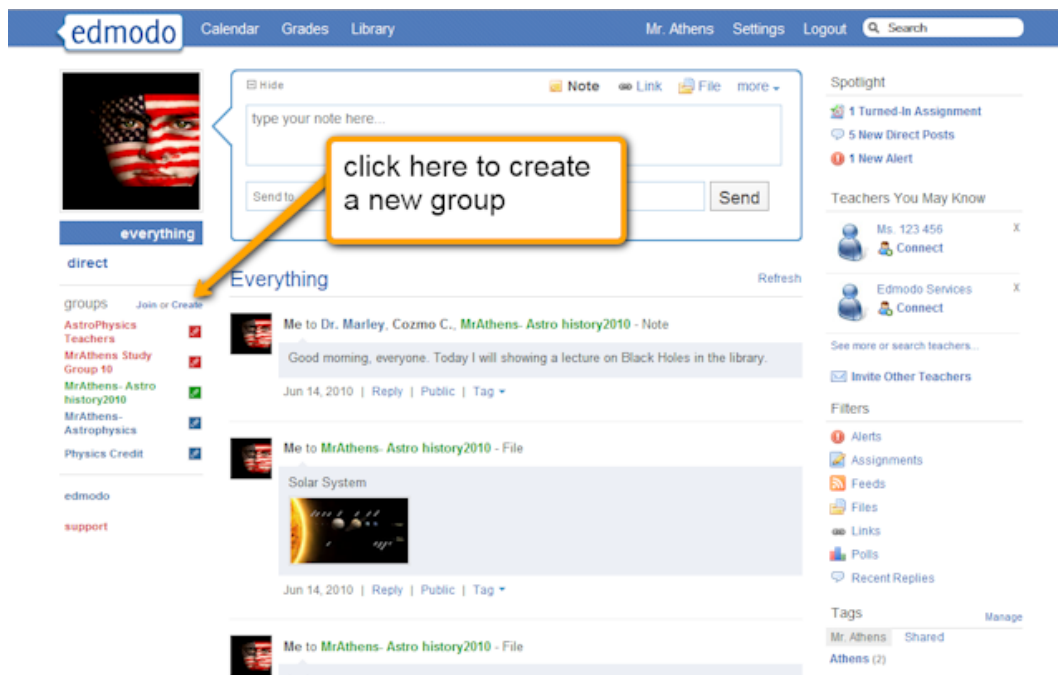 edmodo
Calendar Grades Library
Mr. Athens Settings Logout Search
Hide Note Link File more
type your note here...
Send to
Send
click here to create
a new group
everything
direct
groups Join or Create
AstroPhysics
Teachers
MrAthens Study
Group 10
MrAthens- Astro
history2010
MrAthens-
Astrophysics
Physics Credit
edmodo
support
Everything
Refresh
Me to Dr. Marley, Cozmo C., MrAthens- Astro history2010 - Note
Good morning, everyone. Today I will showing a lecture on Black Holes in the library.
Jun 14, 2010 | Reply | Public | Tag
Me to MrAthens- Astro history2010 - File
Solar System
Jun 14, 2010 | Reply | Public | Tag
Me to MrAthens- Astro history2010 - File
Spotlight
1 Turned-In Assignment
5 New Direct Posts
1 New Alert
Teachers You May Know
Ms. 123 456 X
Connect
Edmodo Services X
Connect
See more or search teachers...
Invite Other Teachers
Filters
Alerts
Assignments
Feeds
Files
Links
Polls
Recent Replies
Tags Manage
Mr. Athens Shared
Athens (2)